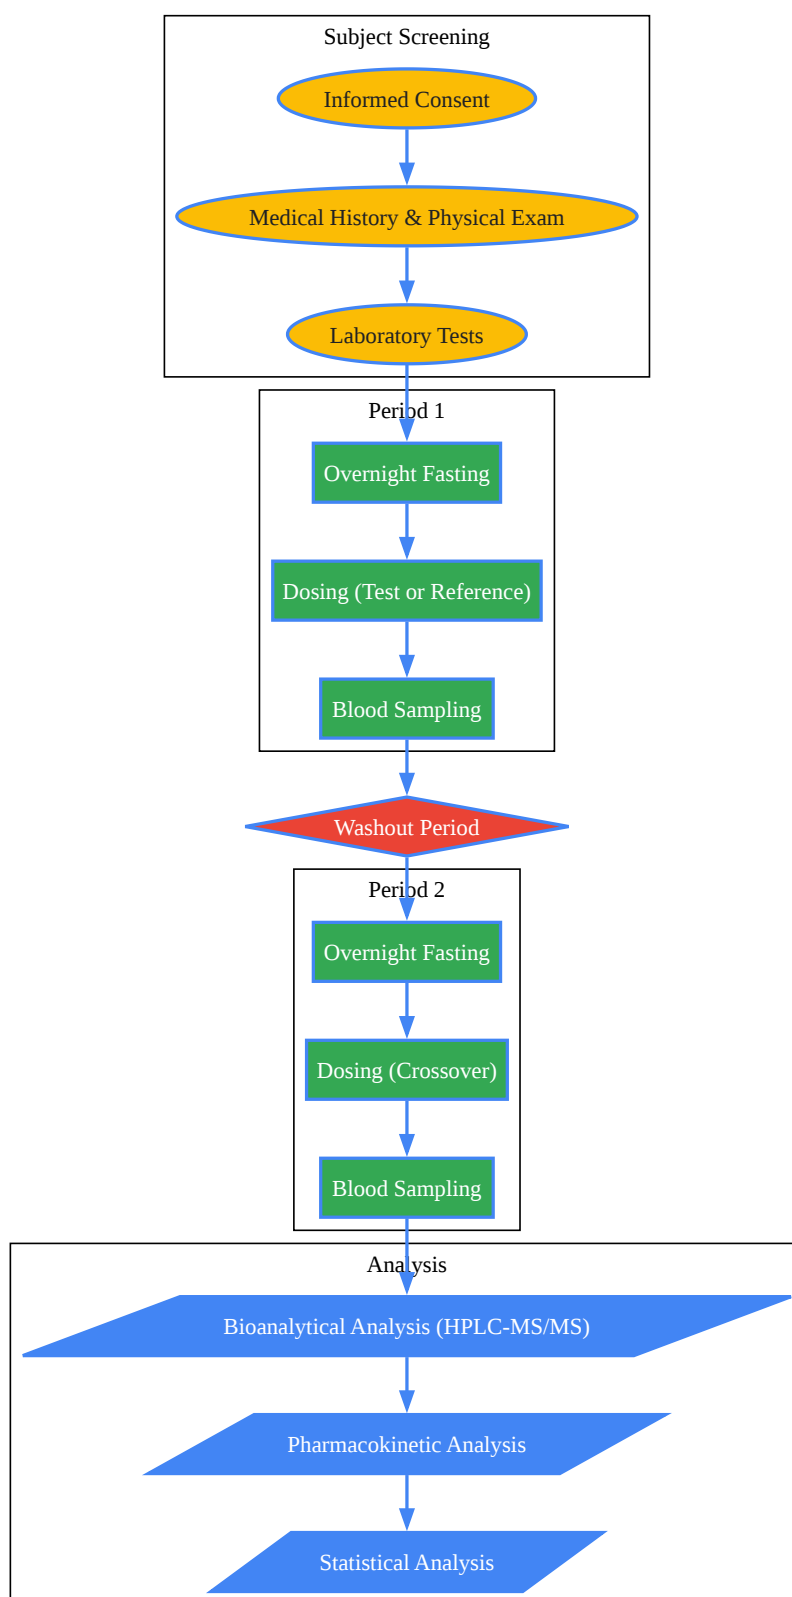 Subject Screening
Informed Consent
Medical History & Physical Exam
Laboratory Tests
Period 1
Overnight Fasting
Dosing (Test or Reference)
Blood Sampling
Washout Period
Period 2
Overnight Fasting
Dosing (Crossover)
Blood Sampling
Analysis
Bioanalytical Analysis (HPLC-MS/MS)
Pharmacokinetic Analysis
Statistical Analysis